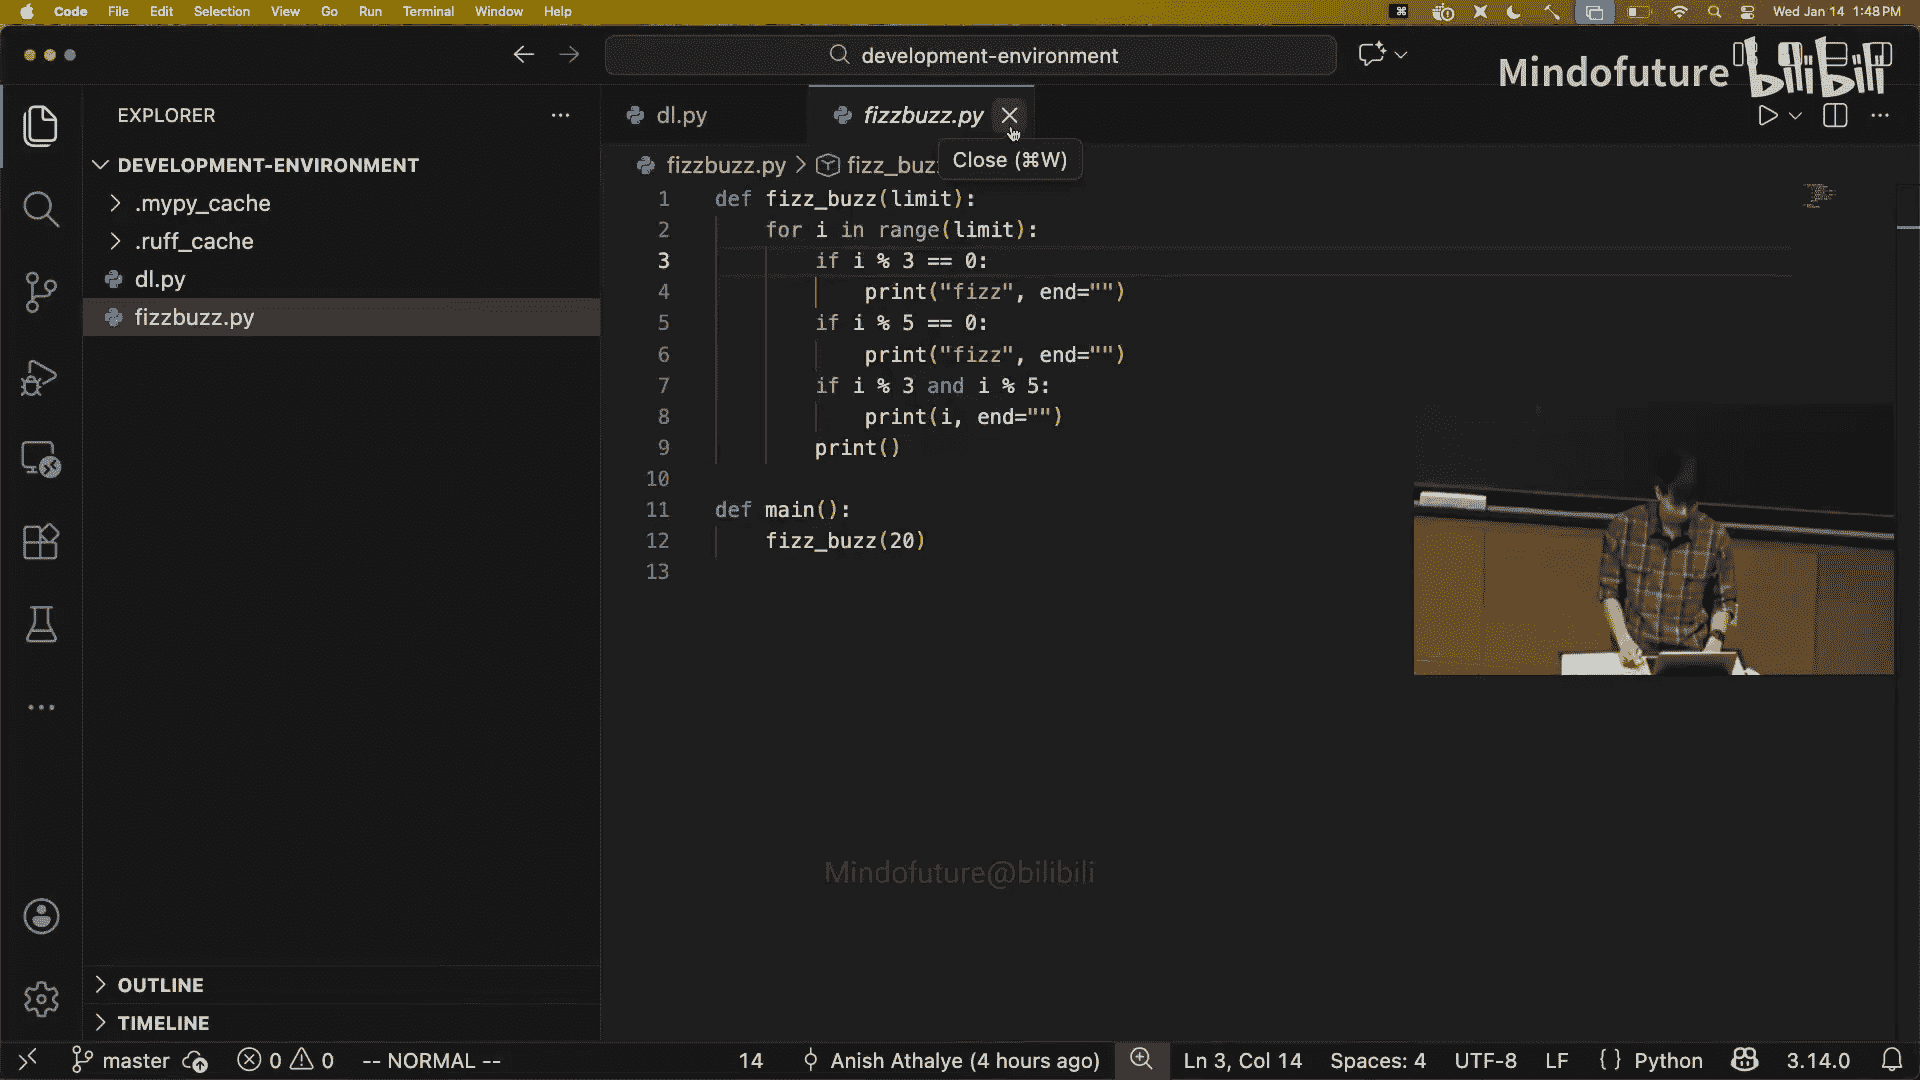 Code File Edit Selection View Go Run Terminal Window Help Wed Jan 14 1:48 PM
development-environment
Mindofuture bilibili
EXPLORER
DEVELOPMENT-ENVIRONMENT
.mypy_cache
.ruff_cache
dl.py
fizzbuzz.py
OUTLINE
TIMELINE
dl.py fizzbuzz.py
Close (⌘W)
fizzbuzz.py > fizz_buz
1 def fizz_buzz(limit):
2 for i in range(limit):
3 if i % 3 == 0:
4 print("fizz", end="")
5 if i % 5 == 0:
6 print("fizz", end="")
7 if i % 3 and i % 5:
8 print(i, end="")
9 print()
10
11 def main():
12 fizz_buzz(20)
13
Mindofuture@bilibili
master 0 0 -- NORMAL -- 14 Anish Athalye (4 hours ago) Ln 3, Col 14 Spaces: 4 UTF-8 LF {} Python 3.14.0